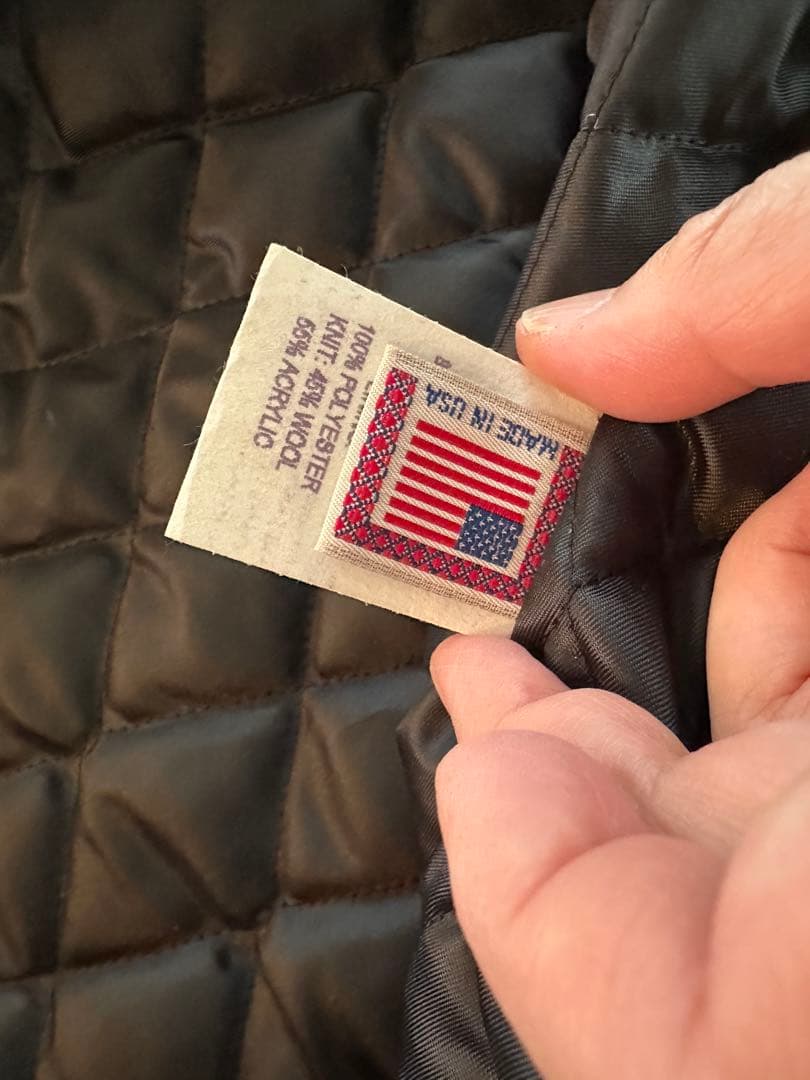 MADE IN USA
100% POLYESTER
KNIT: 45% WOOL
55% ACRYLIC